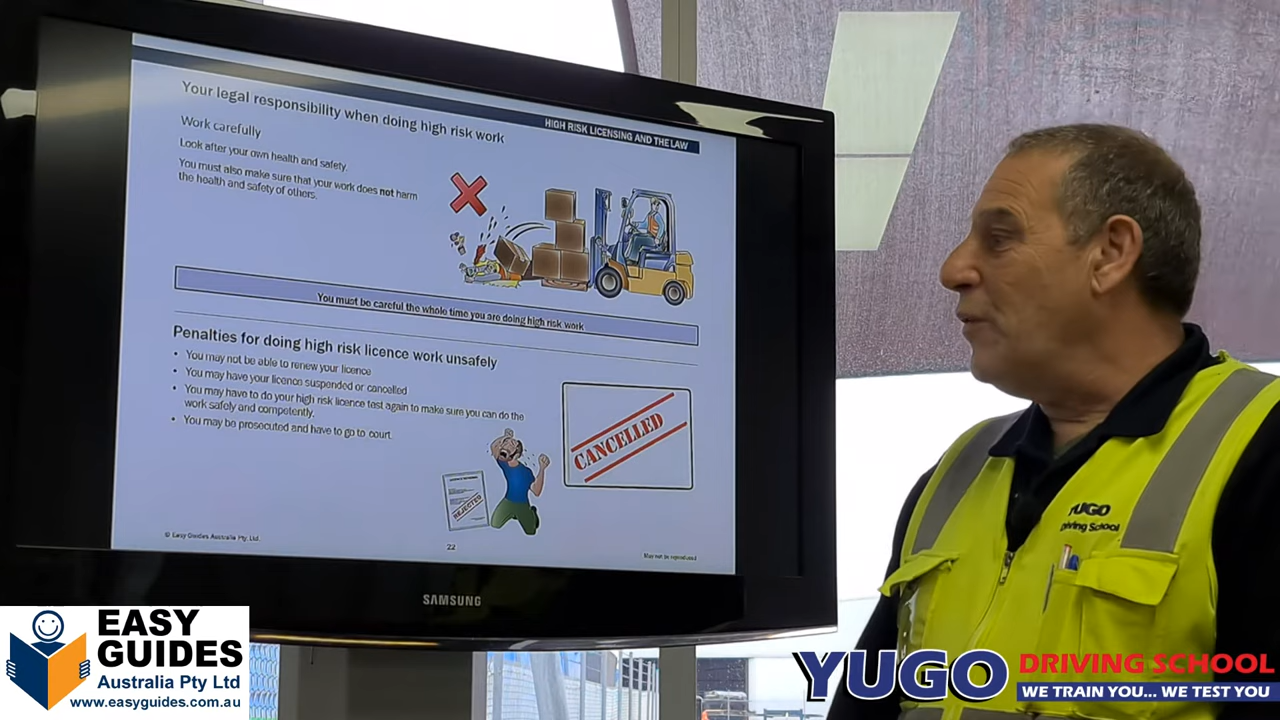 Your legal responsibility when doing high risk work
HIGH RISK LICENSING AND THE LAW
Work carefully
Look after your own health and safety.
You must also make sure that your work does not harm
the health and safety of others.
You must be careful the whole time you are doing high risk work
Penalties for doing high risk licence work unsafely
• You may not be able to renew your licence
• You may have your licence suspended or cancelled
• You may have to do your high risk licence test again to make sure you can do the
work safely and competently.
• You may be prosecuted and have to go to court.
CANCELLED
REJECTED
© Easy Guides Australia Pty. Ltd.
22
May not be reproduced
SAMSUNG
YUGO
Driving School
EASY
GUIDES
Australia Pty Ltd
www.easyguides.com.au
YUGO DRIVING SCHOOL
WE TRAIN YOU... WE TEST YOU